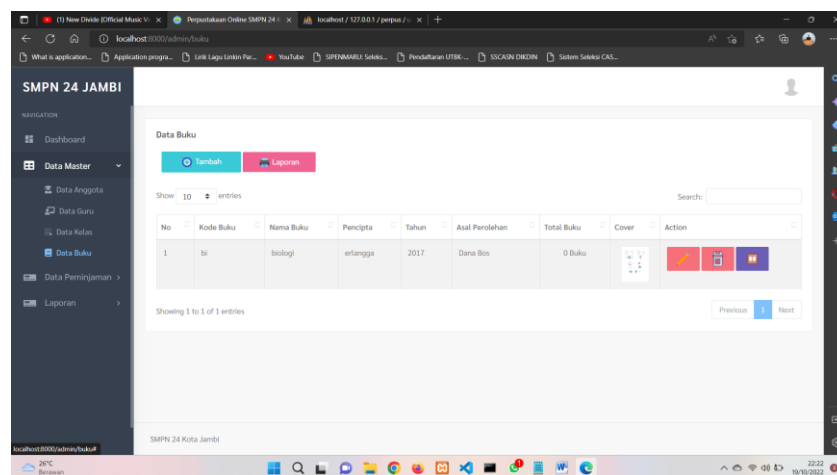 (1) New Divide [Official Music Vi
Perpustakaan Online SMPN 24
localhost / 127.0.0.1 / perpus /
localhost:8000/admin/buku
What is application...
Application progra...
Lirik Lagu Linkin Par...
YouTube
SIPENMARU: Seleks...
Pendaftaran UTBK-...
SSCASN DIKDIN
Sistem Seleksi CAS...
SMPN 24 JAMBI
NAVIGATION
Dashboard
Data Master
Data Anggota
Data Guru
Data Kelas
Data Buku
Data Peminjaman
Laporan
Data Buku
Tambah Laporan
Show 10 entries Search:
No Kode Buku Nama Buku Pencipta Tahun Asal Perolehan Total Buku Cover Action
1 bi biologi erlangga 2017 Dana Bos 0 Buku
Showing 1 to 1 of 1 entries Previous 1 Next
SMPN 24 Kota Jambi
localhost:8000/admin/buku#
26°C
Berawan
22:22
19/10/2022